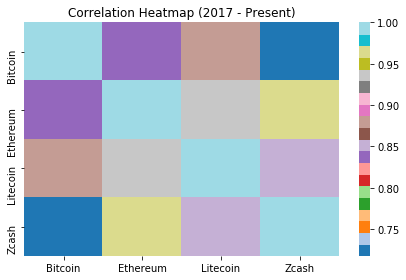 Correlation Heatmap (2017 - Present)
Bitcoin
Ethereum
Litecoin
Zcash
Bitcoin Ethereum Litecoin Zcash
1.00
0.95
0.90
0.85
0.80
0.75